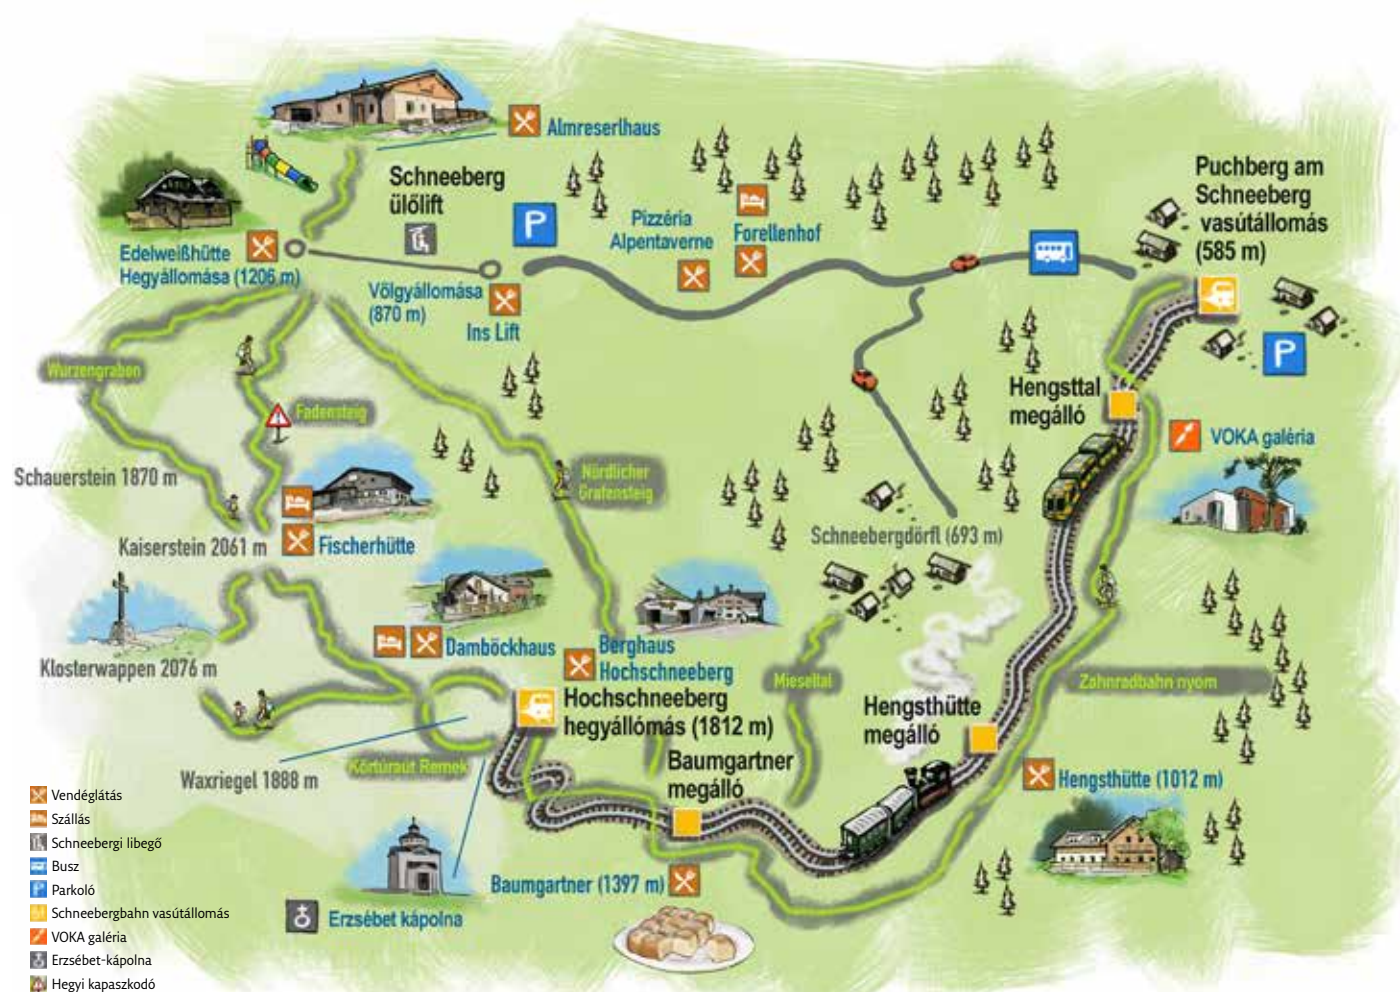 Almreserlhaus
Schneeberg
ülőlift
Edelweißhütte
Hegyállomása (1206 m)
Völgyállomása
(870 m)
Ins Lift
P
Pizzéria
Alpentaverne
Forellenhof
Puchberg am
Schneeberg
vasútállomás
(585 m)
P
Hengsttal
megálló
VOKA galéria
Wurzengraben
Fadensteig
Nördlicher
Grafensteig
Schauerstein 1870 m
Kaiserstein 2061 m
Fischerhütte
Schneebergdörfl (693 m)
Klosterwappen 2076 m
Damböckhaus
Berghaus
Hochschneeberg
Hochschneeberg
hegyállómás (1812 m)
Mieseltal
Zahnradbahn nyom
Hengsthütte
megálló
Hengsthütte (1012 m)
Waxriegel 1888 m
Körtúraút Remek
Baumgartner
megálló
Baumgartner (1397 m)
Erzsébet kápolna
Vendéglátás
Szállás
Schneebergi libegő
Busz
P Parkoló
Schneebergbahn vasútállomás
VOKA galéria
Erzsébet-kápolna
Hegyi kapaszkodó